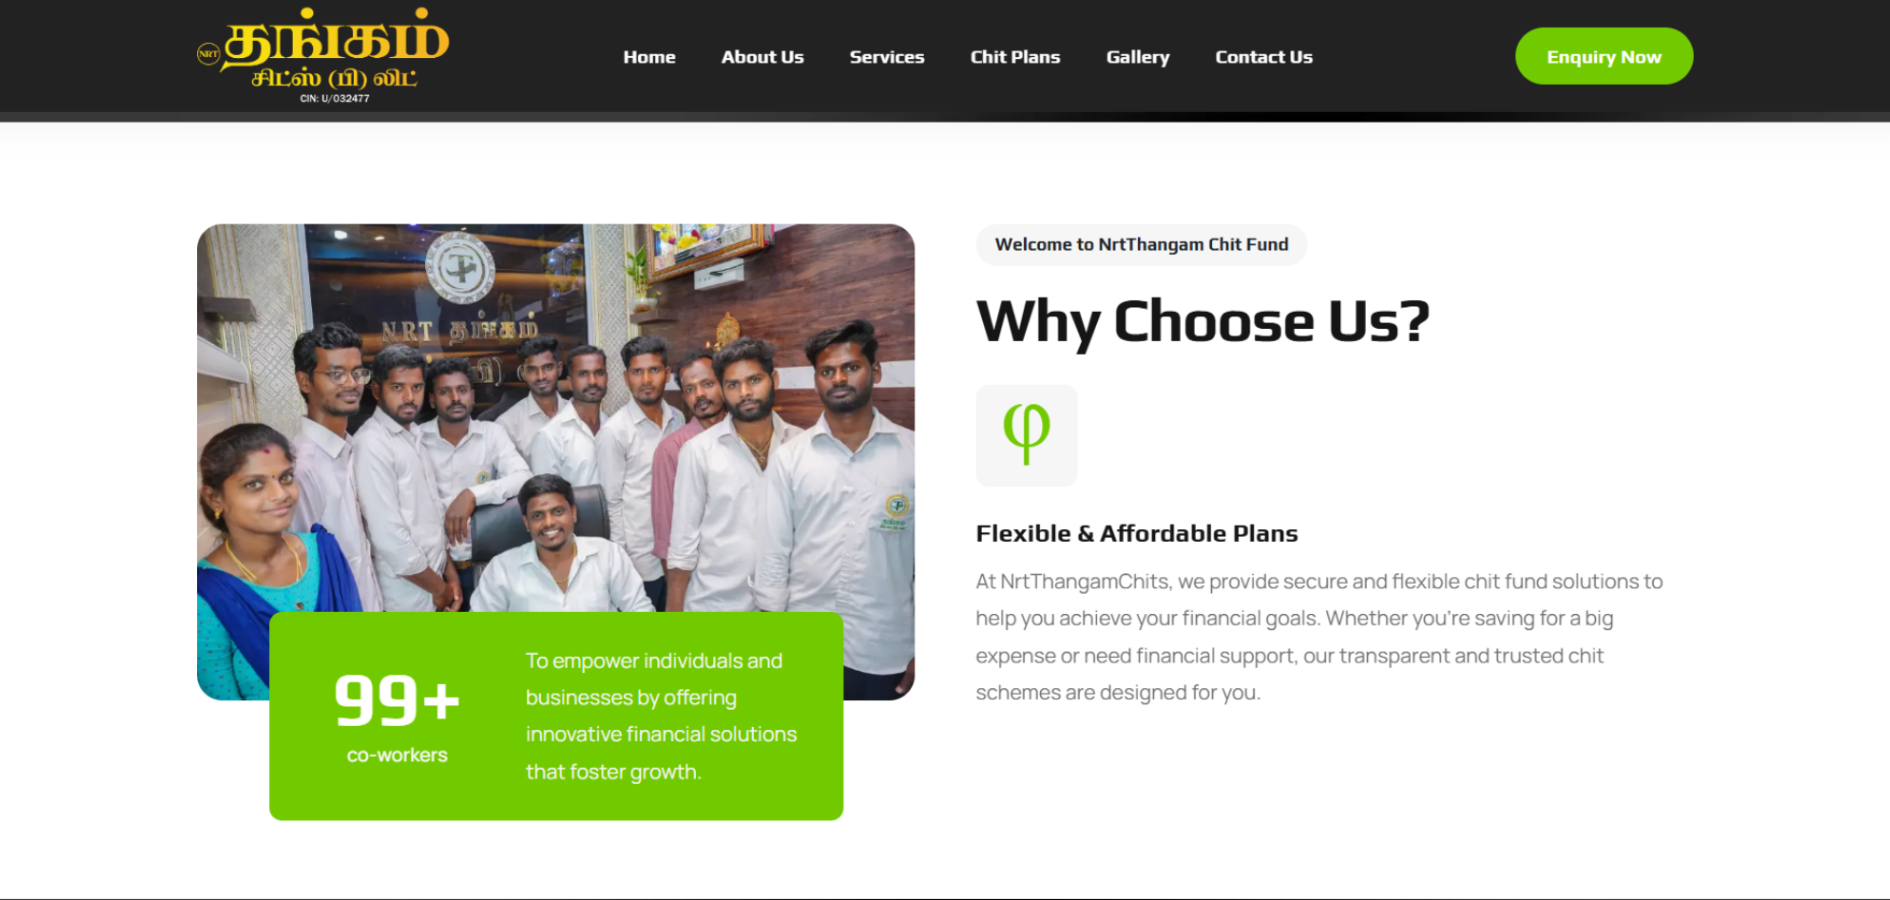 NRT
தங்கம்
சிட்ஸ் (பி) லிட்
CIN: U/032477
Home
About Us
Services
Chit Plans
Gallery
Contact Us
Enquiry Now
NRT தங்கம்
Welcome to NrtThangam Chit Fund
Why Choose Us?
φ
Flexible & Affordable Plans
At NrtThangamChits, we provide secure and flexible chit fund solutions to
help you achieve your financial goals. Whether you're saving for a big
expense or need financial support, our transparent and trusted chit
schemes are designed for you.
99+
co-workers
To empower individuals and
businesses by offering
innovative financial solutions
that foster growth.